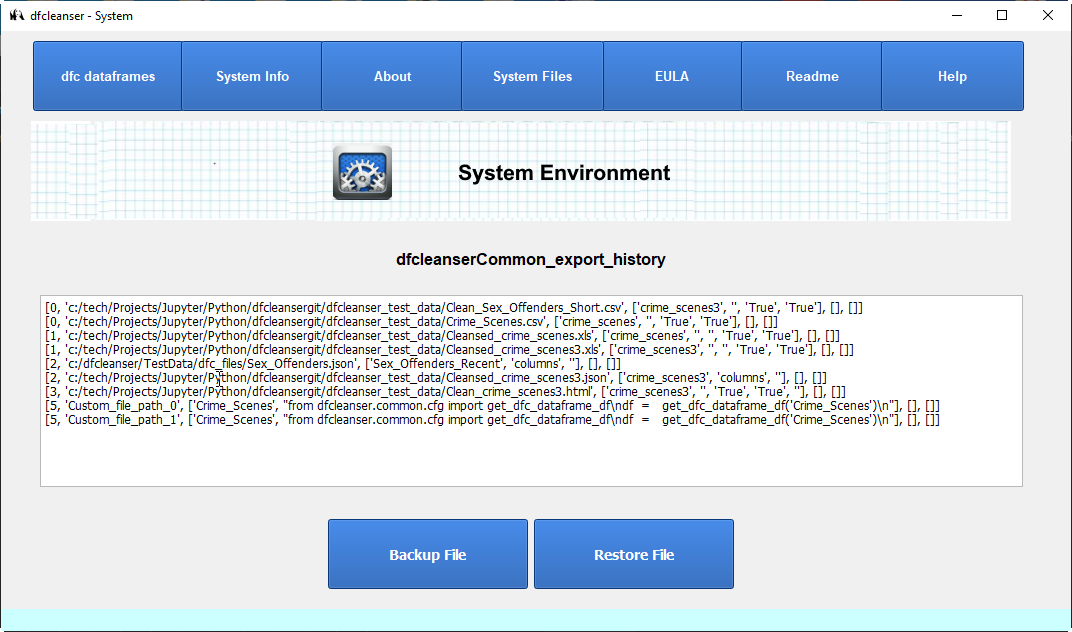 dfcleanser - System
dfc dataframes System Info About System Files EULA Readme Help
System Environment
dfcleanserCommon_export_history
[0, 'c:/tech/Projects/Jupyter/Python/dfcleansergit/dfcleanser_test_data/Clean_Sex_Offenders_Short.csv', ['crime_scenes3', '', 'True', 'True'], [], []]
[0, 'c:/tech/Projects/Jupyter/Python/dfcleansergit/dfcleanser_test_data/Crime_Scenes.csv', ['crime_scenes', '', 'True', 'True'], [], []]
[1, 'c:/tech/Projects/Jupyter/Python/dfcleansergit/dfcleanser_test_data/Cleansed_crime_scenes.xls', ['crime_scenes', '', '', 'True', 'True'], [], []]
[1, 'c:/tech/Projects/Jupyter/Python/dfcleansergit/dfcleanser_test_data/Cleansed_crime_scenes3.xls', ['crime_scenes3', '', '', 'True', 'True'], [], []]
[2, 'c:/dfcleanser/TestData/dfc_files/Sex_Offenders.json', ['Sex_Offenders_Recent', 'columns', ''], [], []]
[2, 'c:/tech/Projects/Jupyter/Python/dfcleansergit/dfcleanser_test_data/Cleansed_crime_scenes3.json', ['crime_scenes3', 'columns', ''], [], []]
[3, 'c:/tech/Projects/Jupyter/Python/dfcleansergit/dfcleanser_test_data/Clean_crime_scenes3.html', ['crime_scenes3', '', 'True', 'True', ''], [], []]
[5, 'Custom_file_path_0', ['Crime_Scenes', "from dfcleanser.common.cfg import get_dfc_dataframe_df\ndf  =   get_dfc_dataframe_df('Crime_Scenes')\n"], [], []]
[5, 'Custom_file_path_1', ['Crime_Scenes', "from dfcleanser.common.cfg import get_dfc_dataframe_df\ndf  =   get_dfc_dataframe_df('Crime_Scenes')\n"], [], []]
Backup File Restore File